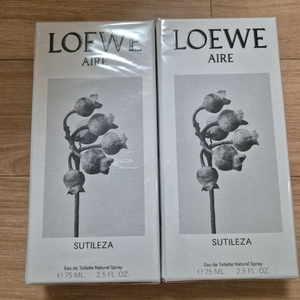 LOEWE
AIRE
SUTILEZA
Eau de Toilette Natural Spray
℮ 75 ML. 2.5 FL. OZ.
LOEWE
AIRE
SUTILEZA
Eau de Toilette Natural Spray
℮ 75 ML. 2.5 FL. OZ.